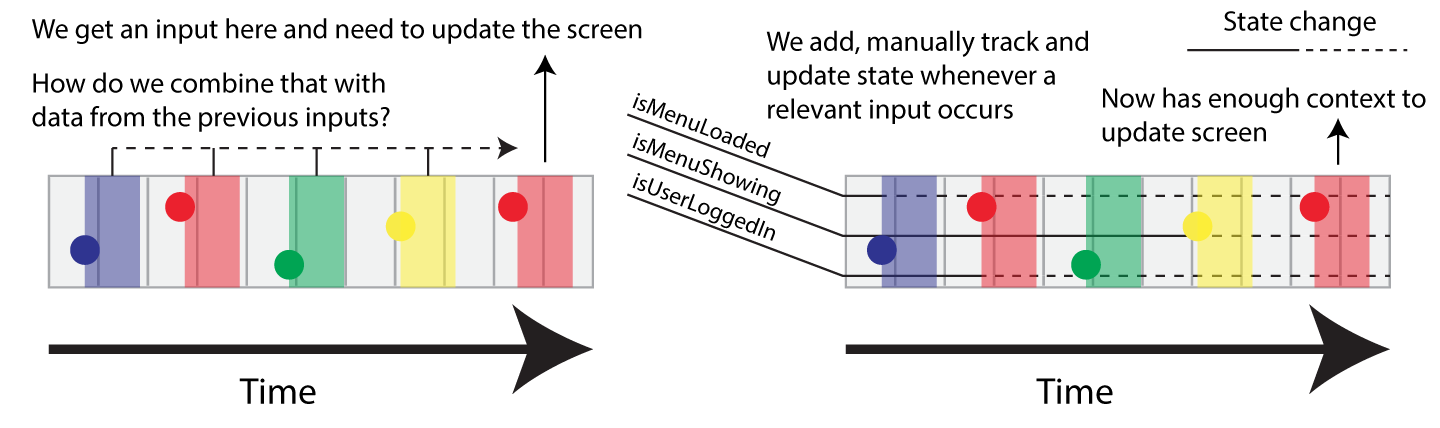 We get an input here and need to update the screen
How do we combine that with
data from the previous inputs?
Time
We add, manually track and
update state whenever a
relevant input occurs
isMenuLoaded
isMenuShowing
isUserLoggedIn
State change
Now has enough context to
update screen
Time